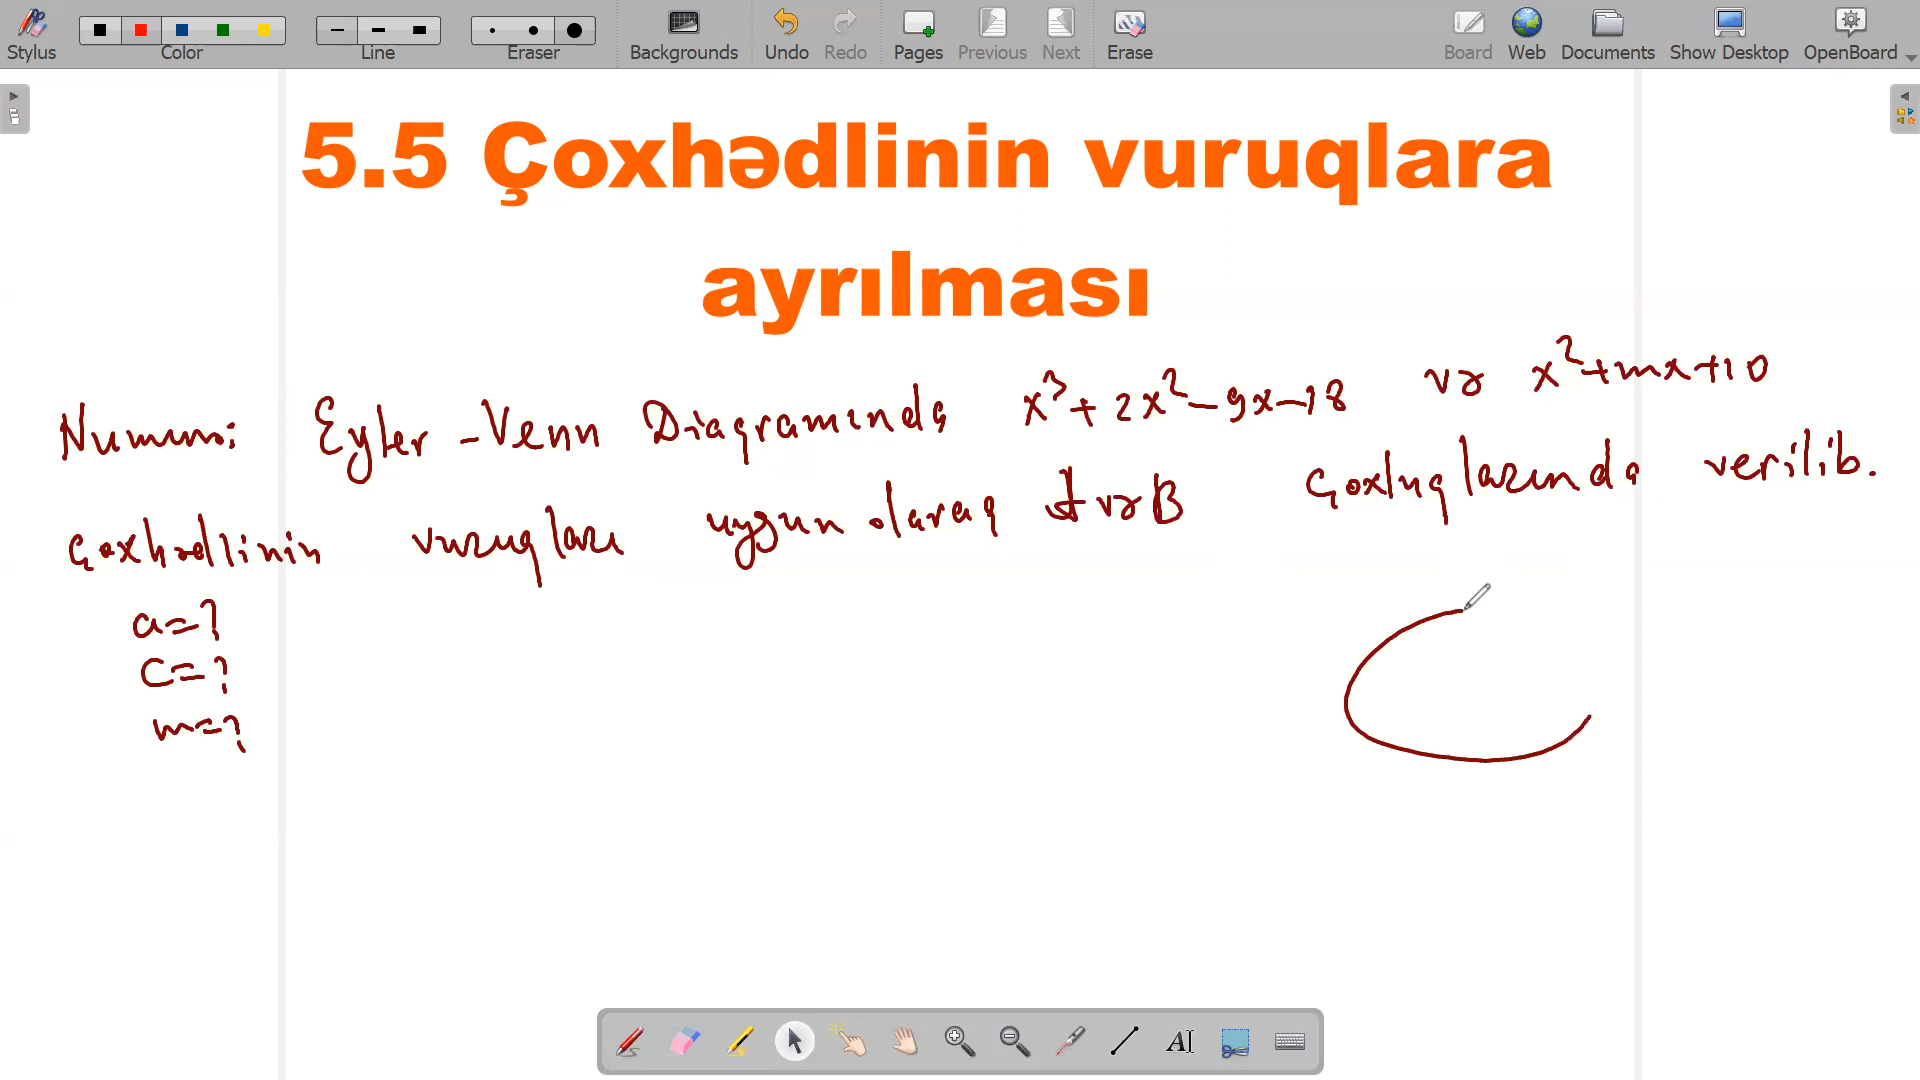 Stylus Color Line Eraser Backgrounds Undo Redo Pages Previous Next Erase Board Web Documents Show Desktop OpenBoard
5.5 Çoxhədlinin vuruqlara
ayrılması
Nümunə: Eyler-Venn Diaqramında x³+2x²-9x-18 və x²+mx+10
çoxhədlinin vuruqları uyğun olaraq A və B çoxluqlarında verilib.
a=?
c=?
m=?